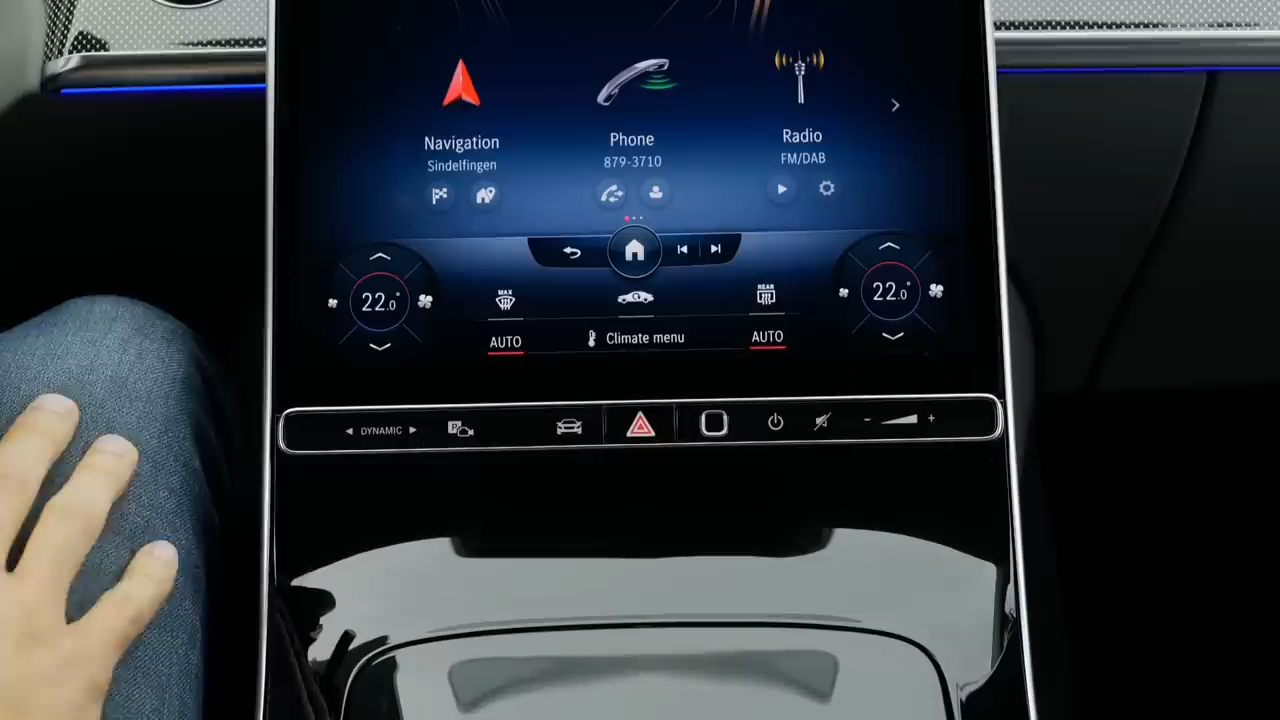 Navigation
Sindelfingen
Phone
879-3710
Radio
FM/DAB
22.0°
MAX
REAR
22.0°
AUTO
Climate menu
AUTO
DYNAMIC
P